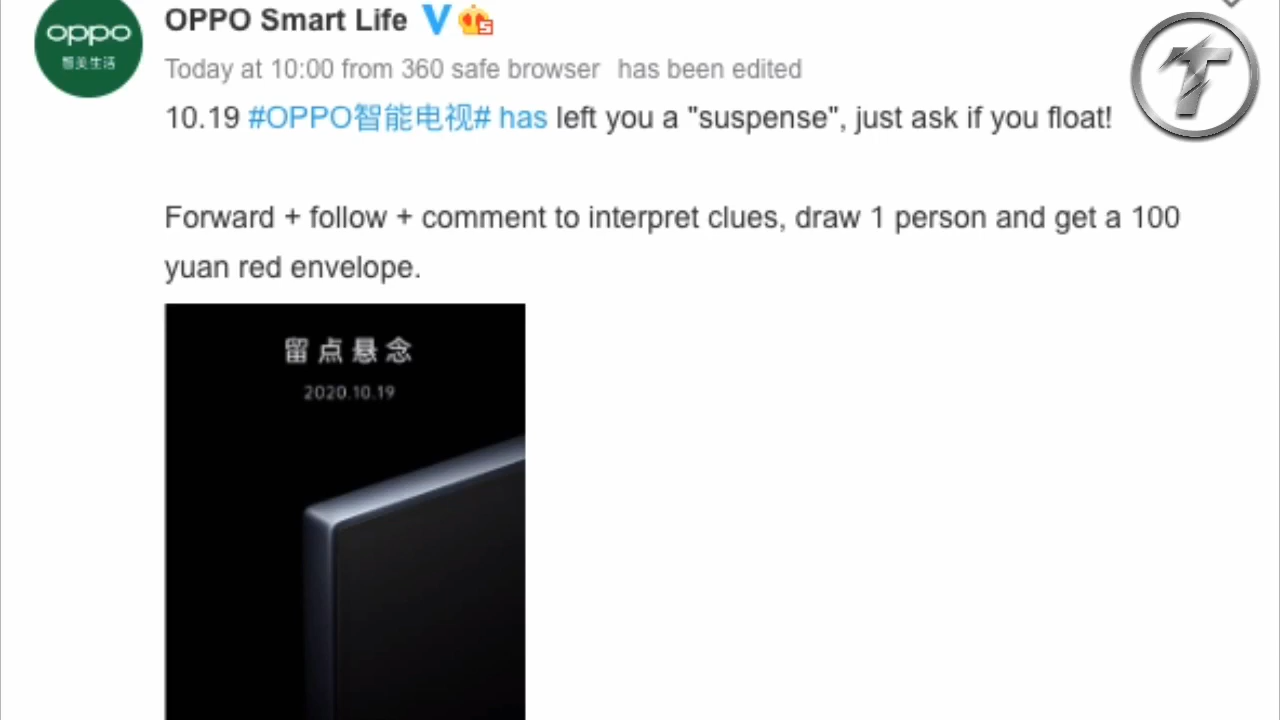 oppo
智美生活
OPPO Smart Life
Today at 10:00 from 360 safe browser has been edited
10.19 #OPPO智能电视# has left you a "suspense", just ask if you float!
Forward + follow + comment to interpret clues, draw 1 person and get a 100
yuan red envelope.
留点悬念
2020.10.19